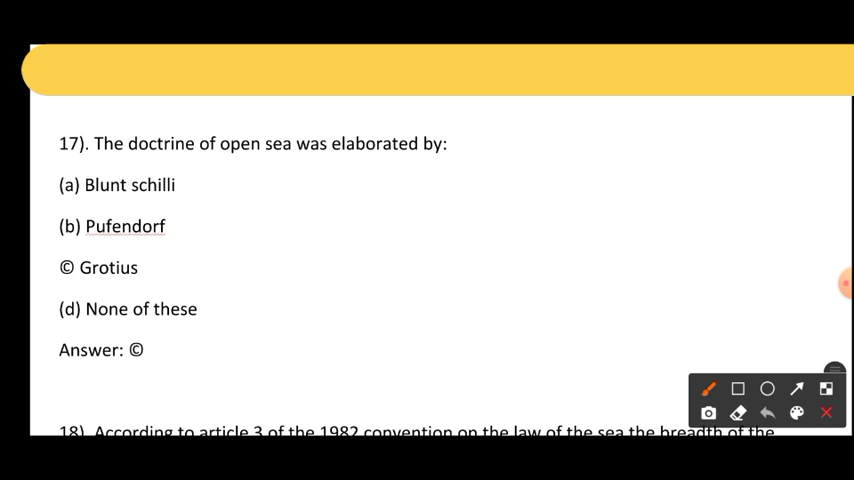 17). The doctrine of open sea was elaborated by:
(a) Blunt schilli
(b) Pufendorf
© Grotius
(d) None of these
Answer: ©
18). According to article 3 of the 1982 convention on the law of the sea the breadth of the